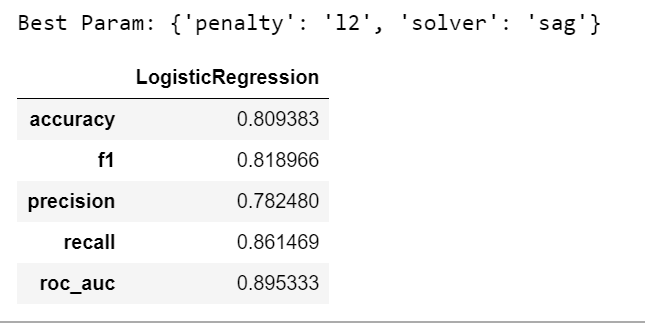 Best Param: {'penalty': 'l2', 'solver': 'sag'}
LogisticRegression
accuracy 0.809383
f1 0.818966
precision 0.782480
recall 0.861469
roc_auc 0.895333